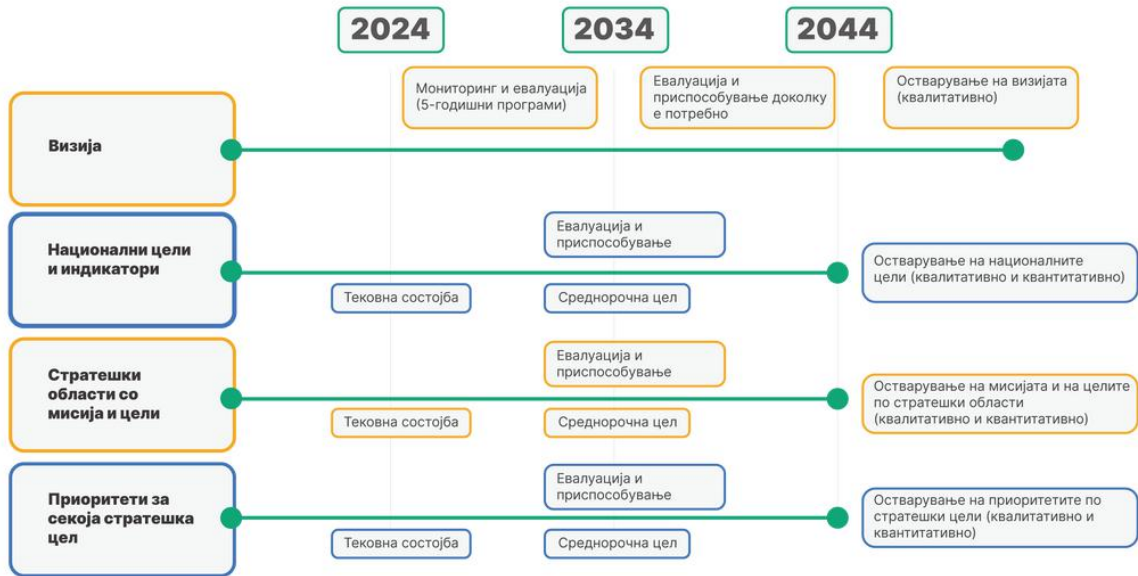 2024
2034
2044
Мониторинг и евалуација
(5-годишни програми)
Евалуација и
приспособување доколку
е потребно
Остварување на визијата
(квалитативно)
Визија
Национални цели
и индикатори
Евалуација и
приспособување
Тековна состојба
Среднорочна цел
Остварување на националните
цели (квалитативно и квантитативно)
Стратешки
области со
мисија и цели
Евалуација и
приспособување
Тековна состојба
Среднорочна цел
Остварување на мисијата и на целите
по стратешки области
(квалитативно и квантитативно)
Приоритети за
секоја стратешка
цел
Евалуација и
приспособување
Тековна состојба
Среднорочна цел
Остварување на приоритетите по
стратешки цели (квалитативно и
квантитативно)